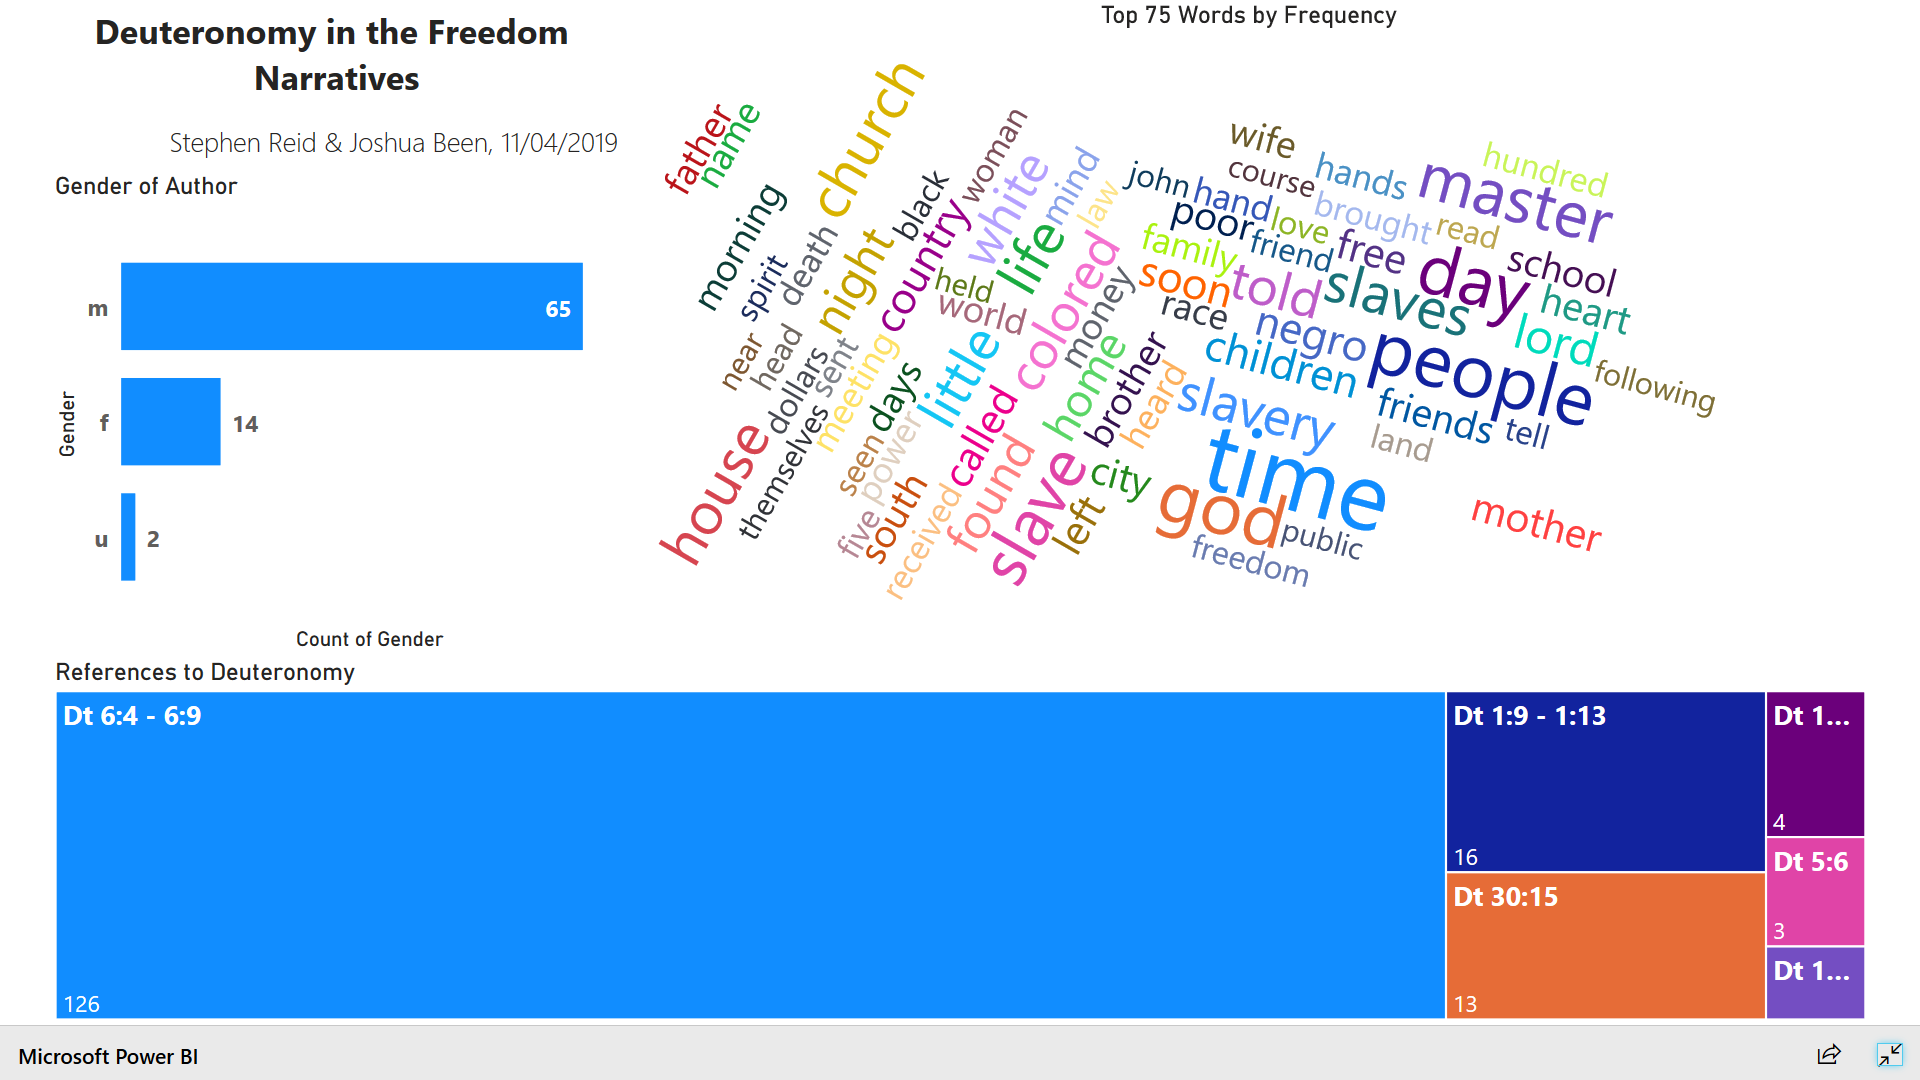 Deuteronomy in the Freedom
Narratives
Stephen Reid & Joshua Been, 11/04/2019
Gender of Author
Gender
m
65
f
14
u
2
Count of Gender
Top 75 Words by Frequency
father
name
church
morning
spirit
death
night
black
country
woman
white
mind
law
life
held
world
colored
money
near
head
dollars
sent
meeting
days
little
home
brother
heard
called
house
themselves
seen
power
five
south
received
found
slave
left
city
wife
course
hands
hundred
master
john
hand
brought
read
poor
love
family
friend
free
day
school
soon
told
slaves
heart
race
negro
lord
children
people
following
slavery
friends
tell
land
time
god
public
freedom
mother
References to Deuteronomy
Dt 6:4 - 6:9
126
Dt 1:9 - 1:13
16
Dt 30:15
13
Dt 1...
4
Dt 5:6
3
Dt 1...
Microsoft Power BI